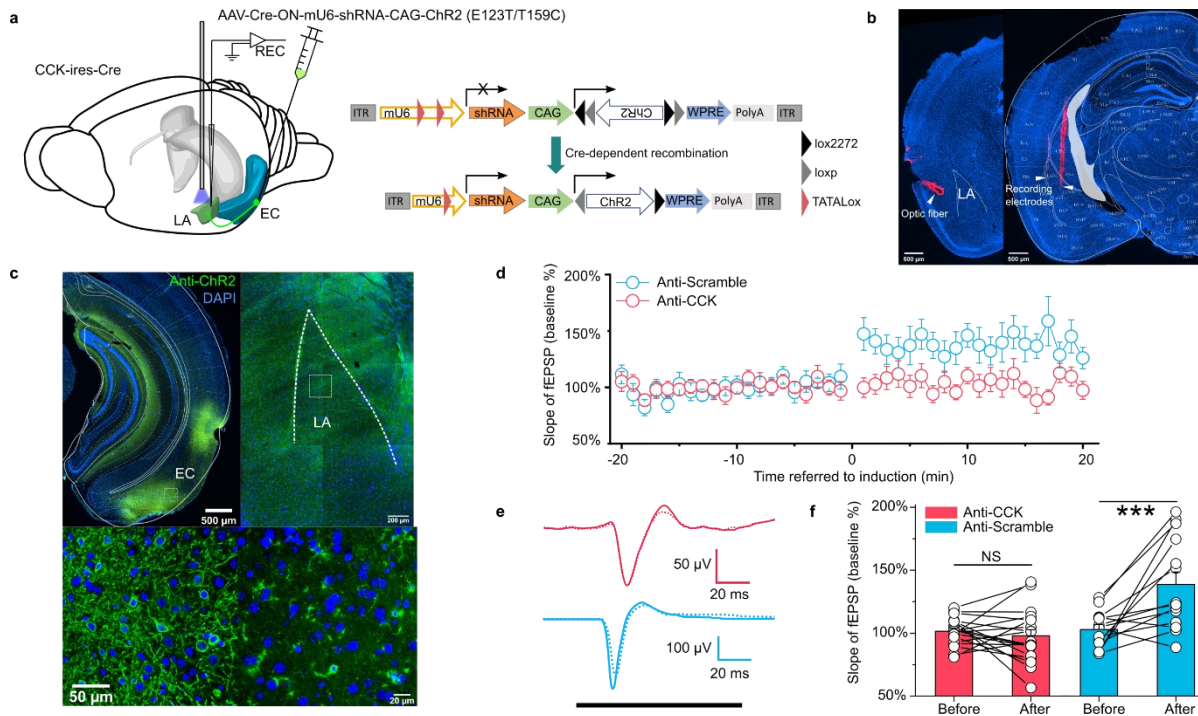 a
AAV-Cre-ON-mU6-shRNA-CAG-ChR2 (E123T/T159C)
CCK-ires-Cre
REC
LA
EC
X
ITR mU6 shRNA CAG ChR2 WPRE PolyA ITR
Cre-dependent recombination
ITR mU6 shRNA CAG ChR2 WPRE PolyA ITR
lox2272
loxp
TATALox
b
LA
Optic fiber
Recording
electrodes
500 µm
500 µm
c
Anti-ChR2
DAPI
EC
LA
500 µm
200 µm
50 µm
20 µm
d
Anti-Scramble
Anti-CCK
Slope of fEPSP (baseline %)
200%
150%
100%
50%
-20 -10 0 10 20
Time referred to induction (min)
e
50 µV
20 ms
100 µV
20 ms
f
Anti-CCK
Anti-Scramble
NS
***
Slope of fEPSP (baseline %)
200%
150%
100%
50%
Before After Before After